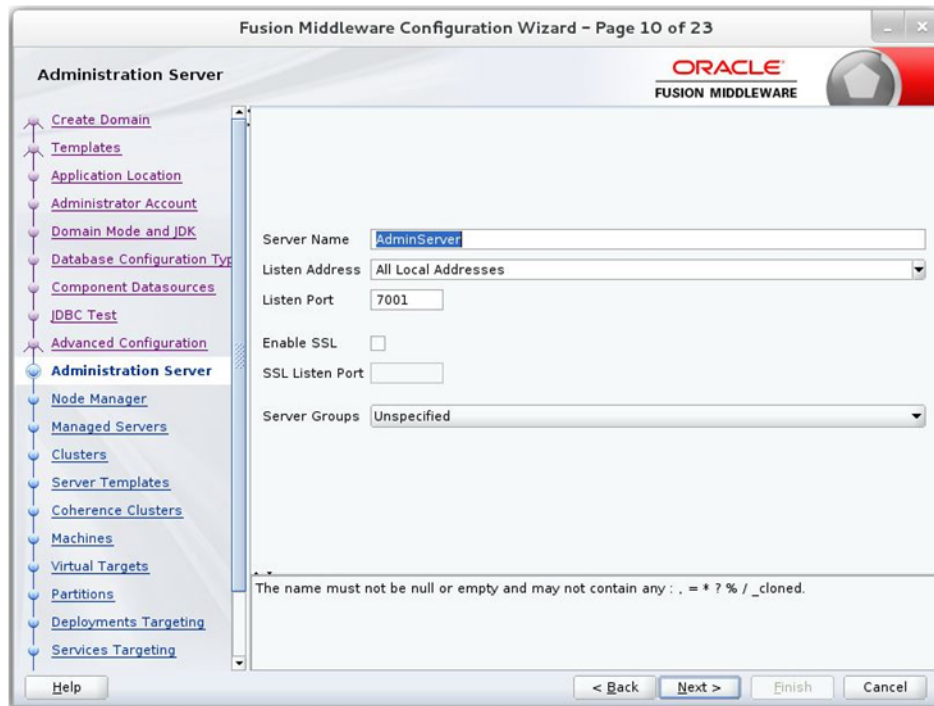 Fusion Middleware Configuration Wizard - Page 10 of 23
Administration Server
ORACLE
FUSION MIDDLEWARE
Create Domain
Templates
Application Location
Administrator Account
Domain Mode and JDK
Database Configuration Typ
Component Datasources
JDBC Test
Advanced Configuration
Administration Server
Node Manager
Managed Servers
Clusters
Server Templates
Coherence Clusters
Machines
Virtual Targets
Partitions
Deployments Targeting
Services Targeting
Server Name AdminServer
Listen Address All Local Addresses
Listen Port 7001
Enable SSL
SSL Listen Port
Server Groups Unspecified
The name must not be null or empty and may not contain any : , = * ? % / _cloned.
Help < Back Next > Finish Cancel